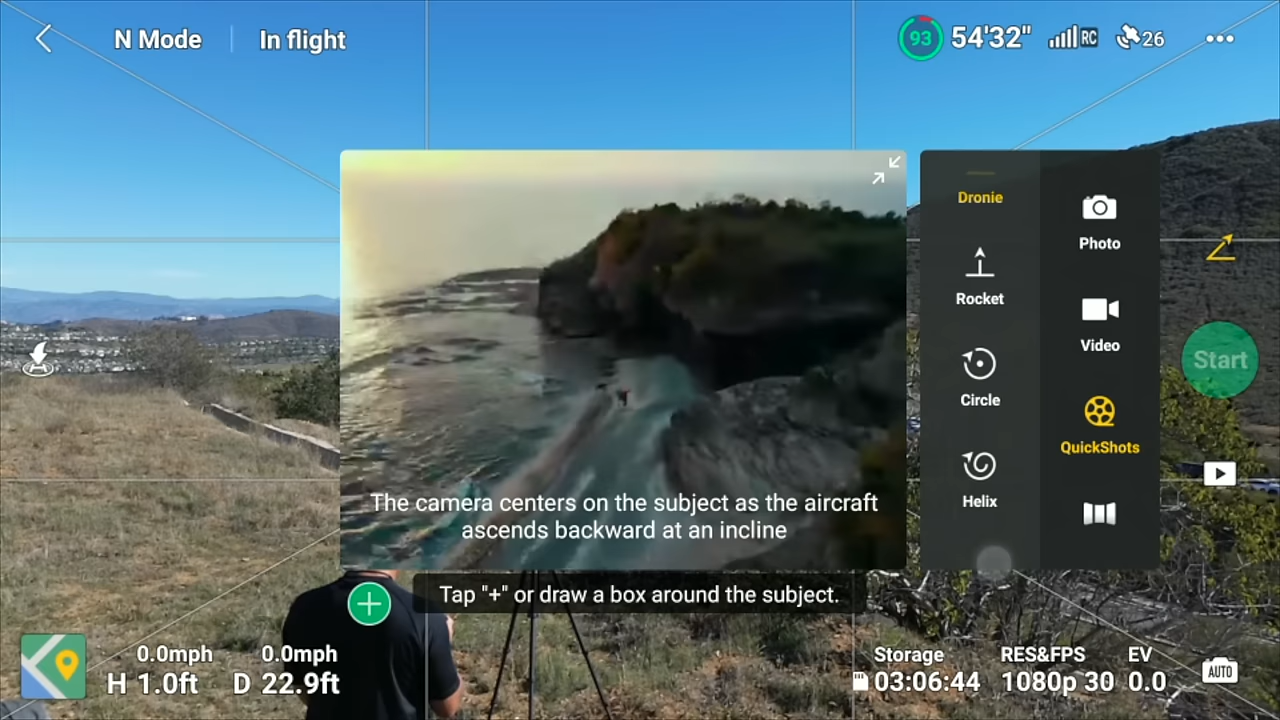 N Mode
In flight
93
54'32"
RC
26
Dronie
Rocket
Circle
Helix
Photo
Video
QuickShots
Start
The camera centers on the subject as the aircraft
ascends backward at an incline
Tap "+" or draw a box around the subject.
0.0mph
0.0mph
H 1.0ft
D 22.9ft
Storage
RES&FPS
EV
03:06:44
1080p 30
0.0
AUTO